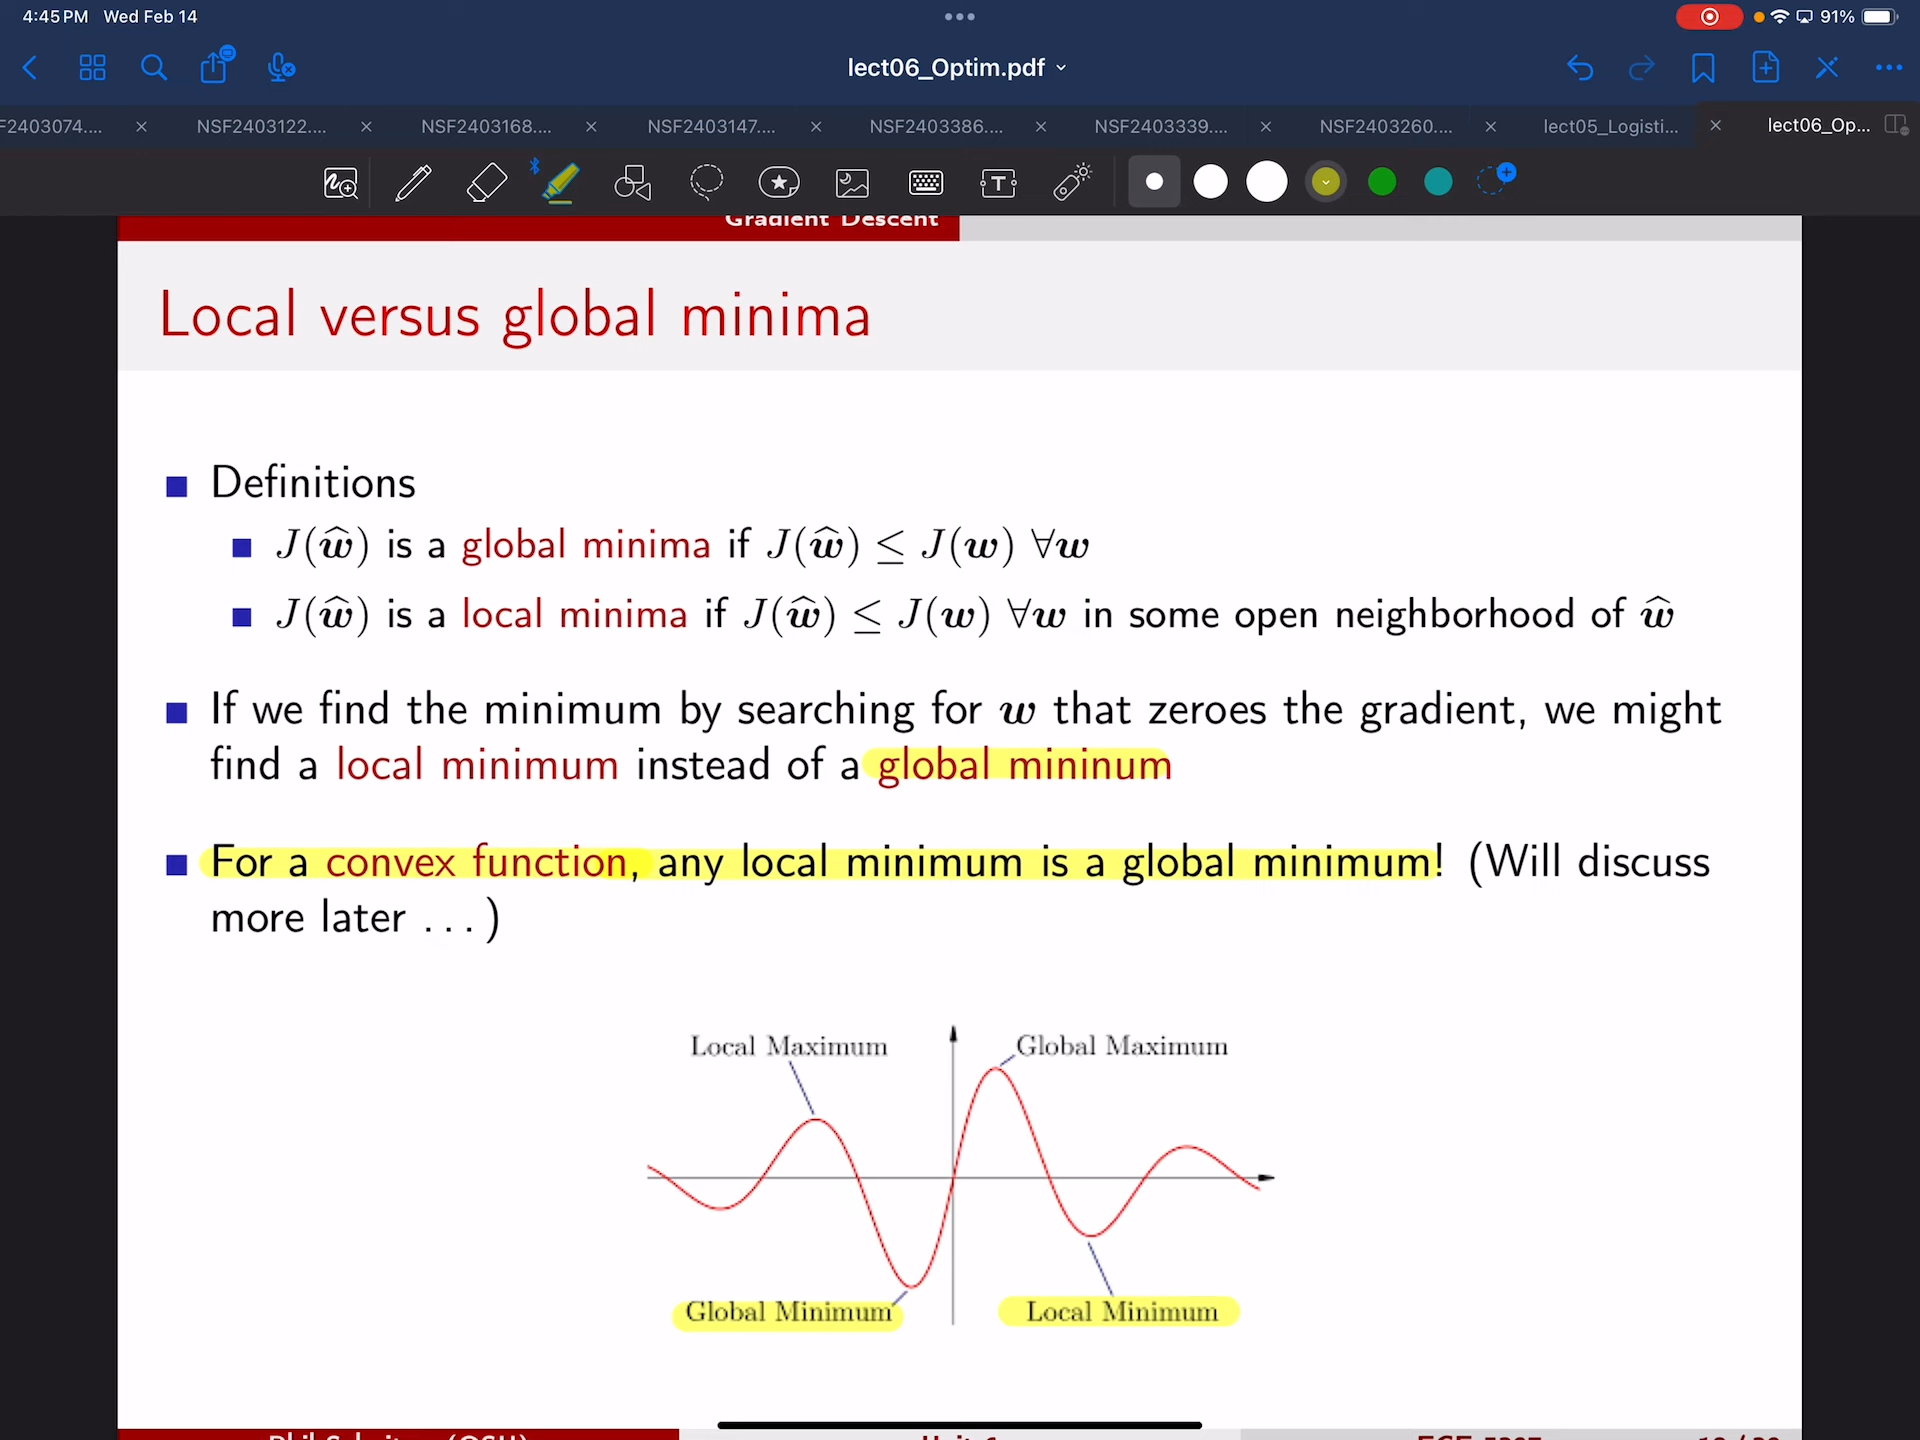 4:45 PM Wed Feb 14
91%
lect06_Optim.pdf
F2403074....
NSF2403122....
NSF2403168....
NSF2403147....
NSF2403386....
NSF2403339....
NSF2403260....
lect05_Logisti...
lect06_Op...
Gradient Descent
Local versus global minima
Definitions
J(ŵ) is a global minima if J(ŵ) ≤ J(w) ∀w
J(ŵ) is a local minima if J(ŵ) ≤ J(w) ∀w in some open neighborhood of ŵ
If we find the minimum by searching for w that zeroes the gradient, we might
find a local minimum instead of a global mininum
For a convex function, any local minimum is a global minimum! (Will discuss
more later ...)
Local Maximum
Global Maximum
Global Minimum
Local Minimum